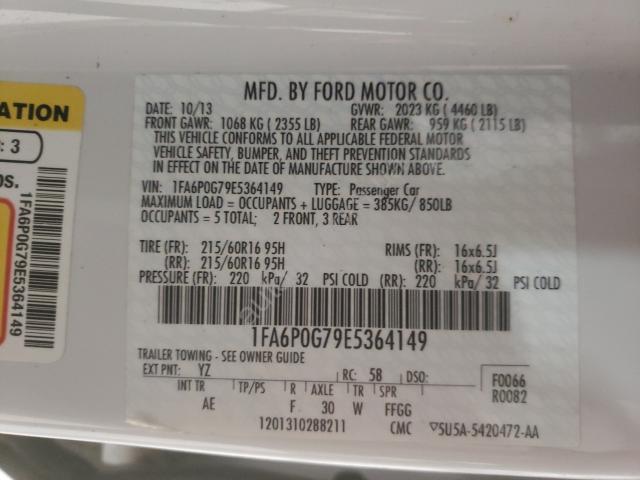 MFD. BY FORD MOTOR CO.
DATE: 10/13 GVWR: 2023 KG ( 4460 LB)
FRONT GAWR: 1068 KG ( 2355 LB) REAR GAWR: 959 KG ( 2115 LB)
THIS VEHICLE CONFORMS TO ALL APPLICABLE FEDERAL MOTOR
VEHICLE SAFETY, BUMPER, AND THEFT PREVENTION STANDARDS
IN EFFECT ON THE DATE OF MANUFACTURE SHOWN ABOVE.
VIN: 1FA6P0G79E5364149 TYPE: Passenger Car
MAXIMUM LOAD = OCCUPANTS + LUGGAGE = 385KG/ 850LB
OCCUPANTS = 5 TOTAL; 2 FRONT, 3 REAR
TIRE (FR): 215/60R16 95H RIMS (FR): 16x6.5J
(RR): 215/60R16 95H (RR): 16x6.5J
PRESSURE (FR): 220 kPa/ 32 PSI COLD (RR): 220 kPa/ 32 PSI COLD
1FA6P0G79E5364149
TRAILER TOWING - SEE OWNER GUIDE
EXT PNT: YZ RC: 58 DSO:
F0066
R0082
INT TR TP/PS R AXLE TR SPR
AE F 30 W FFGG
1201310288211 CMC 5U5A-5420472-AA
ATION
: 3
os.
1FA6P0G79E5364149